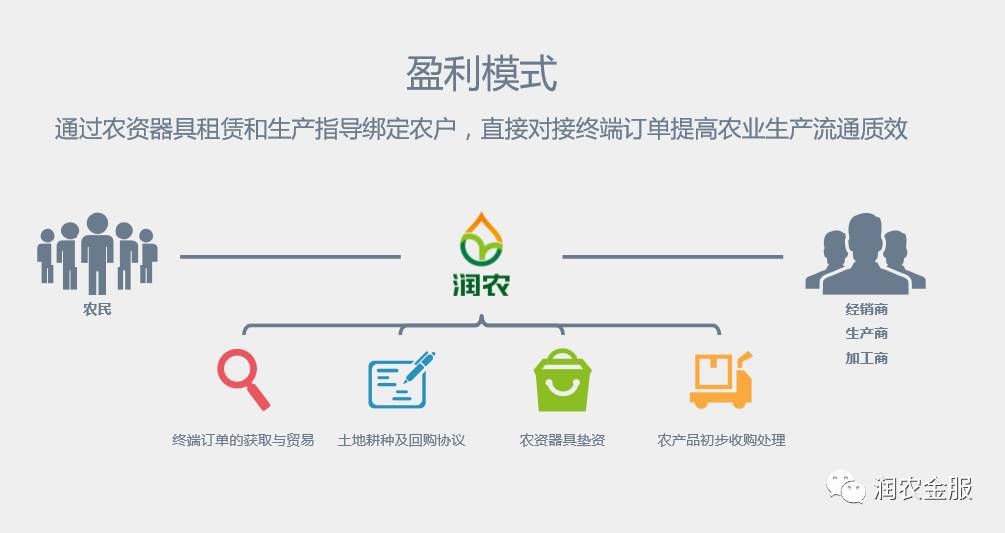 盈利模式
通过农资器具租赁和生产指导绑定农户，直接对接终端订单提高农业生产流通质效
润农
农民
经销商
生产商
加工商
终端订单的获取与贸易
土地耕种及回购协议
农资器具垫资
农产品初步收购处理
润农金服